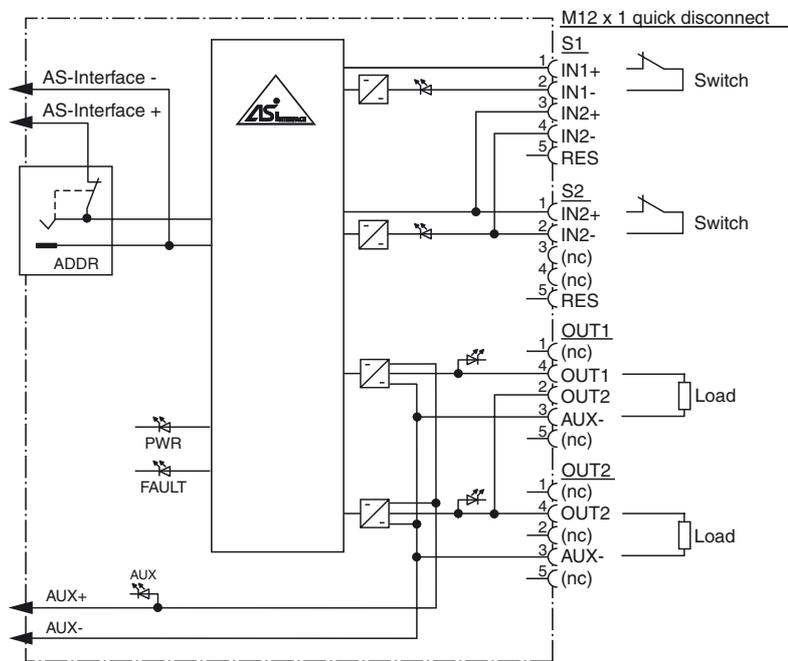 M12 x 1 quick disconnect
S1
1 IN1+
2 IN1-
3 IN2+
4 IN2-
5 RES
Switch
AS-Interface -
AS-Interface +
ASi
INTERFACE
ADDR
S2
1 IN2+
2 IN2-
3 (nc)
4 (nc)
5 RES
Switch
OUT1
1 (nc)
4 OUT1
2 OUT2
3 AUX-
5 (nc)
Load
PWR
FAULT
OUT2
1 (nc)
4 OUT2
2 (nc)
3 AUX-
5 (nc)
Load
AUX
AUX+
AUX-